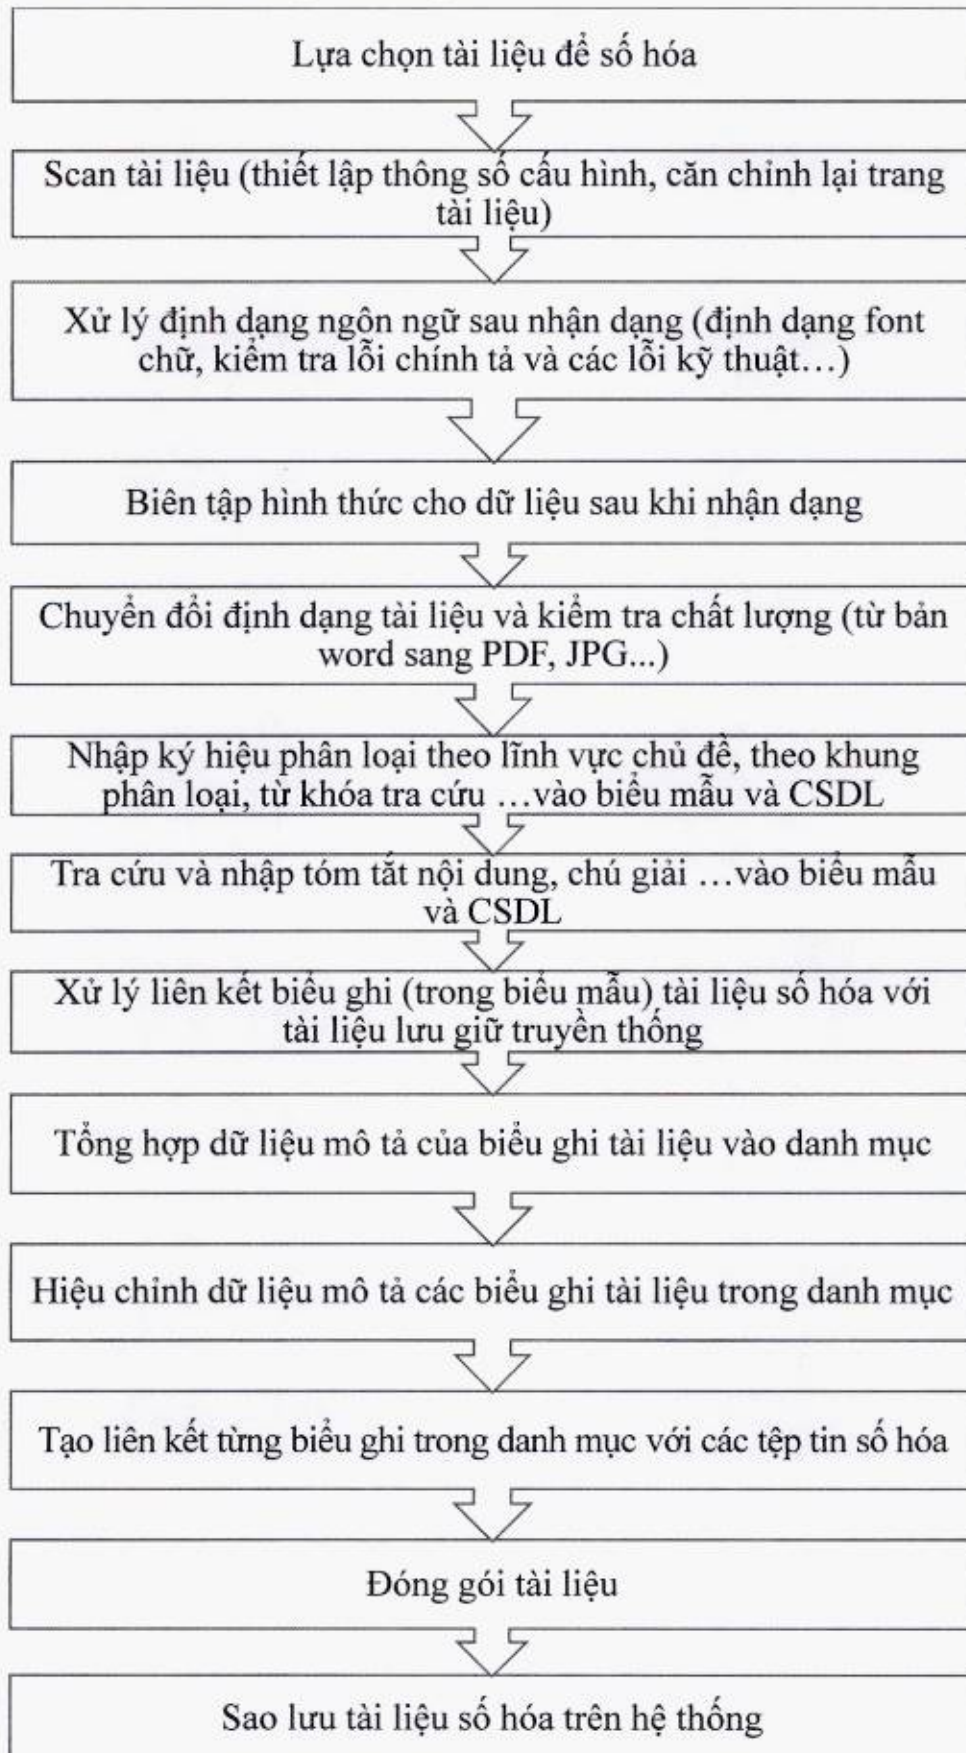 Lựa chọn tài liệu để số hóa
Scan tài liệu (thiết lập thông số cấu hình, căn chỉnh lại trang
tài liệu)
Xử lý định dạng ngôn ngữ sau nhận dạng (định dạng font
chữ, kiểm tra lỗi chính tả và các lỗi kỹ thuật…)
Biên tập hình thức cho dữ liệu sau khi nhận dạng
Chuyển đổi định dạng tài liệu và kiểm tra chất lượng (từ bản
word sang PDF, JPG...)
Nhập ký hiệu phân loại theo lĩnh vực chủ đề, theo khung
phân loại, từ khóa tra cứu …vào biểu mẫu và CSDL
Tra cứu và nhập tóm tắt nội dung, chú giải …vào biểu mẫu
và CSDL
Xử lý liên kết biểu ghi (trong biểu mẫu) tài liệu số hóa với
tài liệu lưu giữ truyền thống
Tổng hợp dữ liệu mô tả của biểu ghi tài liệu vào danh mục
Hiệu chỉnh dữ liệu mô tả các biểu ghi tài liệu trong danh mục
Tạo liên kết từng biểu ghi trong danh mục với các tệp tin số hóa
Đóng gói tài liệu
Sao lưu tài liệu số hóa trên hệ thống